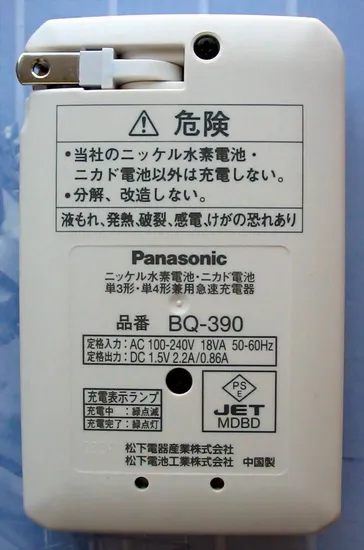 ⚠ 危険
・当社のニッケル水素電池・
ニカド電池以外は充電しない。
・分解、改造しない。
液もれ、発熱、破裂、感電、けがの恐れあり
Panasonic
ニッケル水素電池・ニカド電池
単3形・単4形兼用急速充電器
品番 BQ-390
定格入力：AC 100-240V 18VA 50-60Hz
定格出力：DC 1.5V 2.2A/0.86A
充電表示ランプ
充電中：緑点滅
充電完了：緑点灯
PS
E
JET
MDBD
松下電器産業株式会社
松下電池工業株式会社 中国製